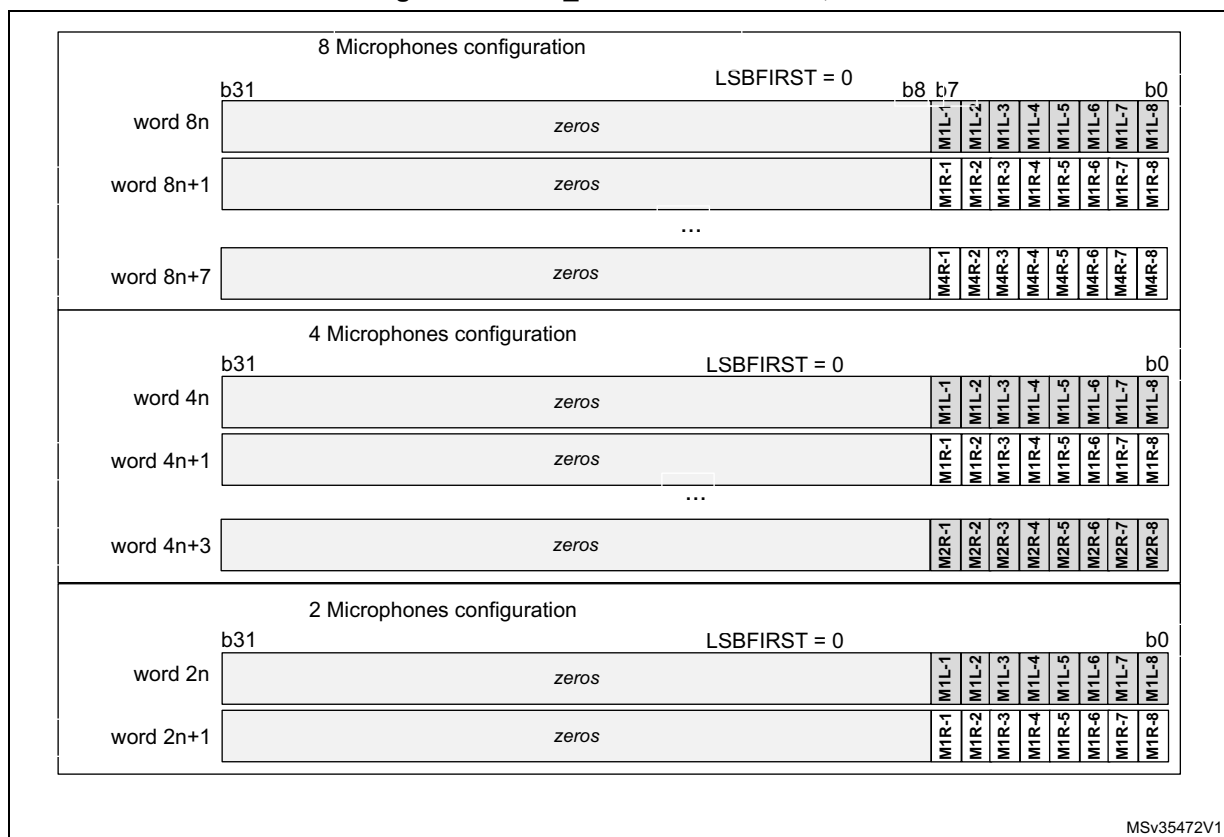 8 Microphones configuration
LSBFIRST = 0
b31 b8 b7 b0
word 8n zeros M1L-1 M1L-2 M1L-3 M1L-4 M1L-5 M1L-6 M1L-7 M1L-8
word 8n+1 zeros M1R-1 M1R-2 M1R-3 M1R-4 M1R-5 M1R-6 M1R-7 M1R-8
...
word 8n+7 zeros M4R-1 M4R-2 M4R-3 M4R-4 M4R-5 M4R-6 M4R-7 M4R-8
4 Microphones configuration
b31 LSBFIRST = 0 b0
word 4n zeros M1L-1 M1L-2 M1L-3 M1L-4 M1L-5 M1L-6 M1L-7 M1L-8
word 4n+1 zeros M1R-1 M1R-2 M1R-3 M1R-4 M1R-5 M1R-6 M1R-7 M1R-8
...
word 4n+3 zeros M2R-1 M2R-2 M2R-3 M2R-4 M2R-5 M2R-6 M2R-7 M2R-8
2 Microphones configuration
b31 LSBFIRST = 0 b0
word 2n zeros M1L-1 M1L-2 M1L-3 M1L-4 M1L-5 M1L-6 M1L-7 M1L-8
word 2n+1 zeros M1R-1 M1R-2 M1R-3 M1R-4 M1R-5 M1R-6 M1R-7 M1R-8
MSv35472V1